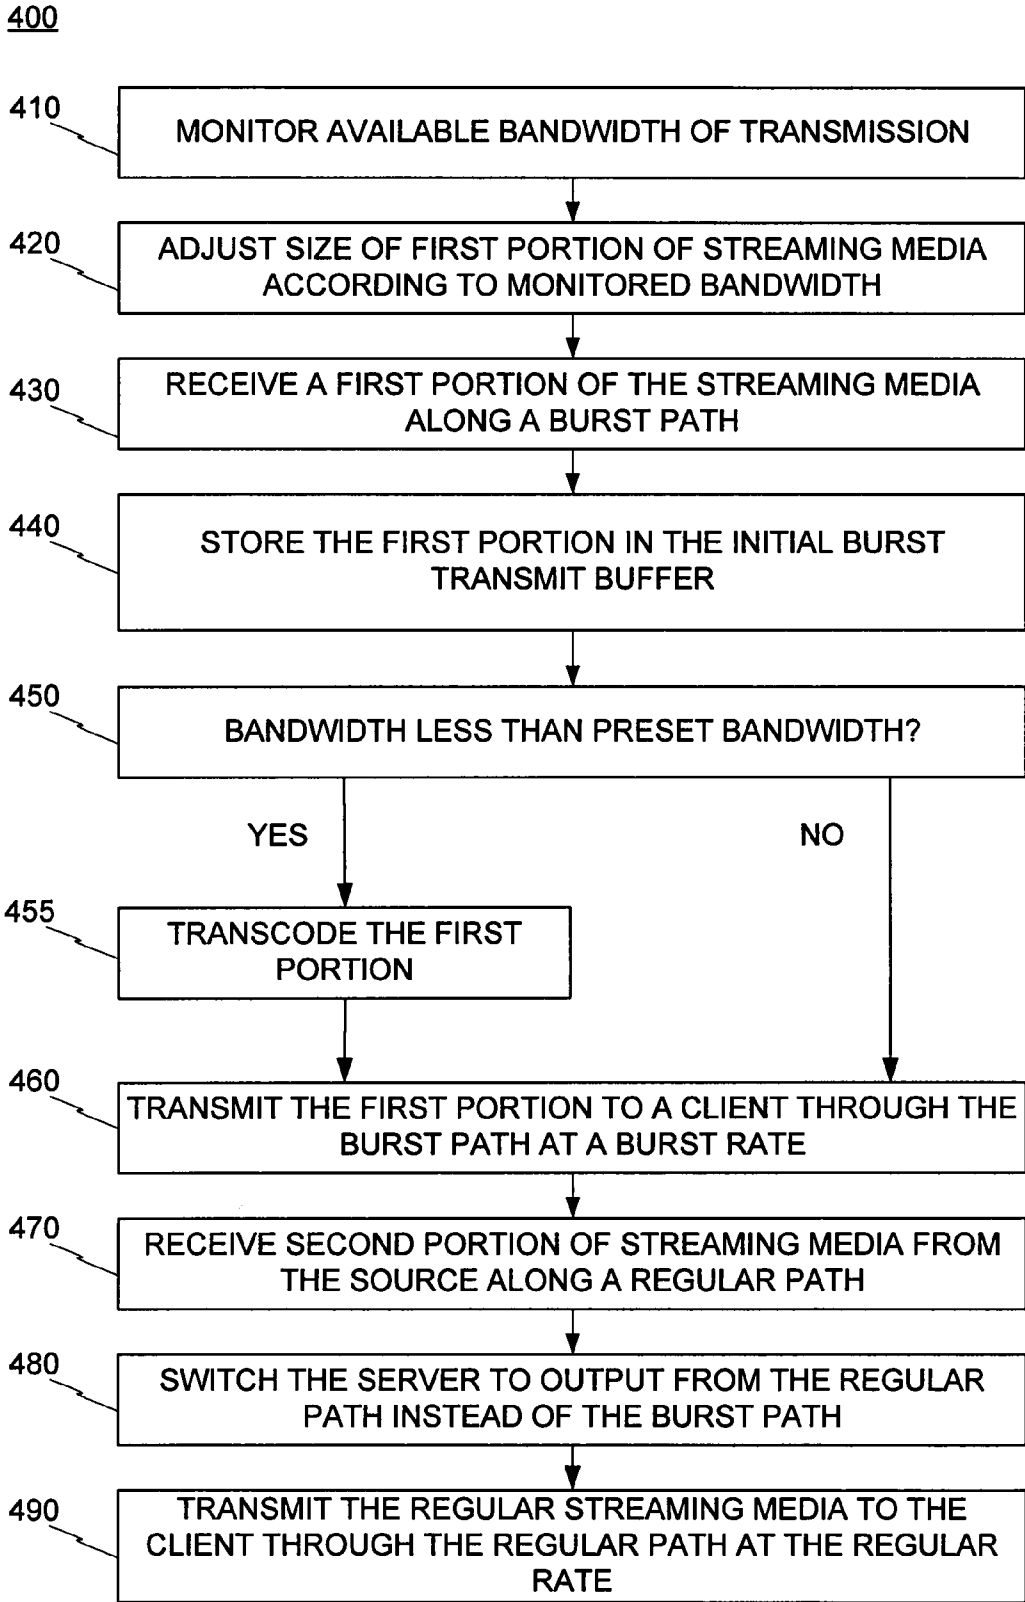 400
410
MONITOR AVAILABLE BANDWIDTH OF TRANSMISSION
420
ADJUST SIZE OF FIRST PORTION OF STREAMING MEDIA
ACCORDING TO MONITORED BANDWIDTH
430
RECEIVE A FIRST PORTION OF THE STREAMING MEDIA
ALONG A BURST PATH
440
STORE THE FIRST PORTION IN THE INITIAL BURST
TRANSMIT BUFFER
450
BANDWIDTH LESS THAN PRESET BANDWIDTH?
YES
NO
455
TRANSCODE THE FIRST
PORTION
460
TRANSMIT THE FIRST PORTION TO A CLIENT THROUGH THE
BURST PATH AT A BURST RATE
470
RECEIVE SECOND PORTION OF STREAMING MEDIA FROM
THE SOURCE ALONG A REGULAR PATH
480
SWITCH THE SERVER TO OUTPUT FROM THE REGULAR
PATH INSTEAD OF THE BURST PATH
490
TRANSMIT THE REGULAR STREAMING MEDIA TO THE
CLIENT THROUGH THE REGULAR PATH AT THE REGULAR
RATE